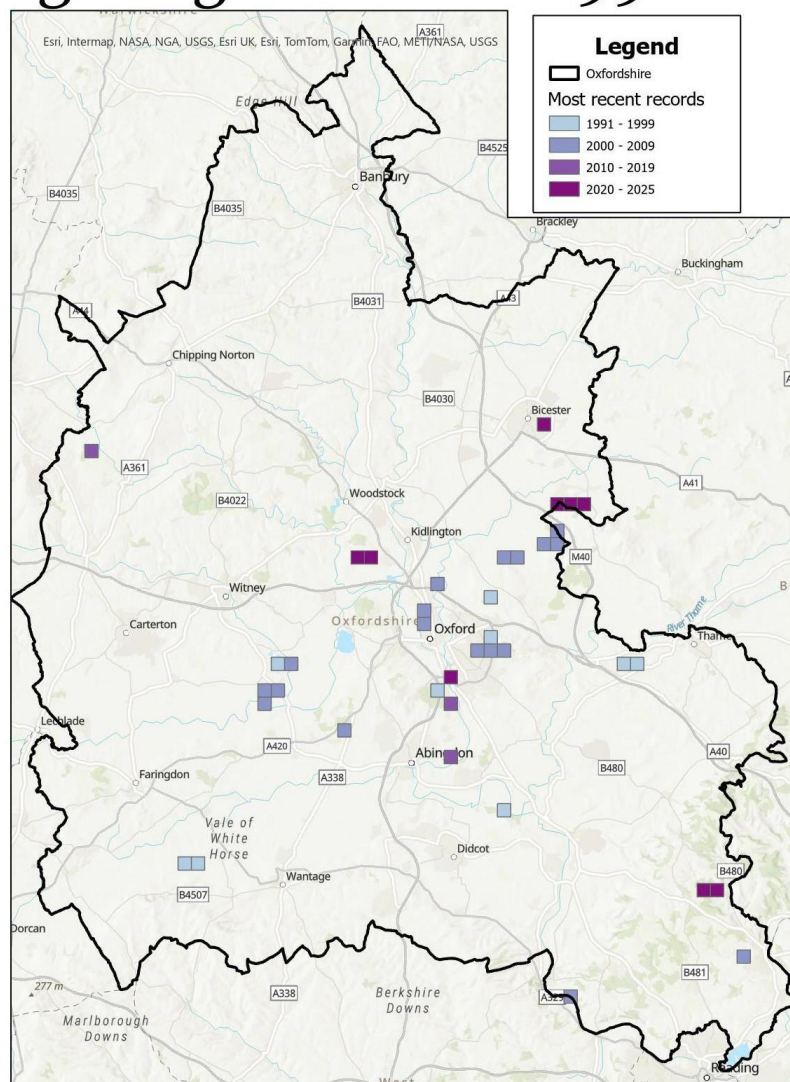 Esri, Intermap, NASA, NGA, USGS, Esri UK, Esri, TomTom, Garmin, FAO, METI/NASA, USGS
Legend
Oxfordshire
Most recent records
1991 - 1999
2000 - 2009
2010 - 2019
2020 - 2025
Warwickshire
A361
Edge Hill
B4525
Banbury
B4035
B4035
Brackley
Buckingham
A43
B4031
A44
Chipping Norton
B4030
Bicester
A361
A41
B4022
Woodstock
Kidlington
M40
Witney
Carterton
Oxfordshire
Oxford
River Thame
Thame
Lechlade
A420
Abingdon
A40
B480
A338
Faringdon
Vale of
White
Horse
Didcot
Wantage
B480
B4507
Dorcan
B481
277 m
A338
Berkshire
Downs
A329
Marlborough
Downs
West
Reading